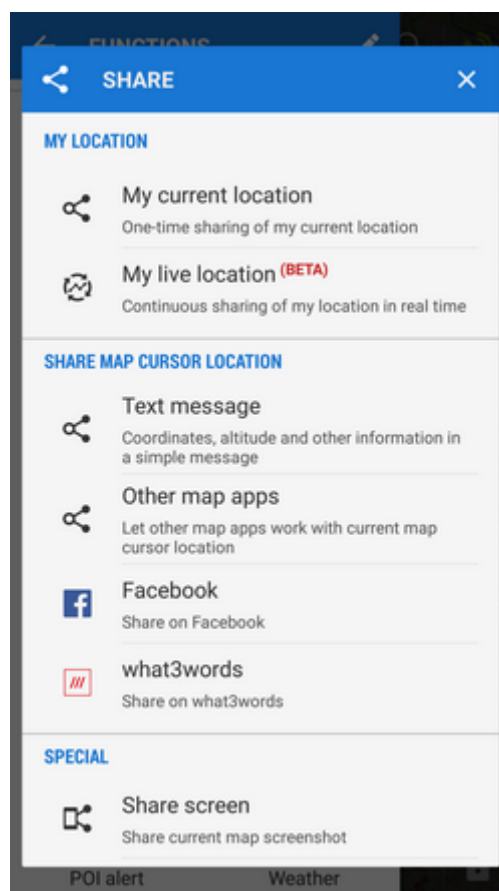 FUNCTIONS
SHARE
MY LOCATION
My current location
One-time sharing of my current location
My live location (BETA)
Continuous sharing of my location in real time
SHARE MAP CURSOR LOCATION
Text message
Coordinates, altitude and other information in
a simple message
Other map apps
Let other map apps work with current map
cursor location
Facebook
Share on Facebook
what3words
Share on what3words
SPECIAL
Share screen
Share current map screenshot
POI alert Weather